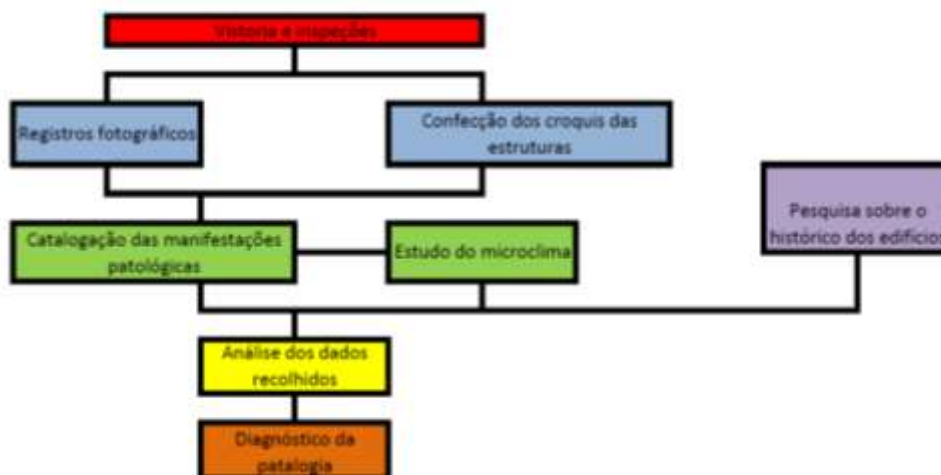 Vistoria e inspeções
Registros fotográficos
Confecção dos croquis das
estruturas
Pesquisa sobre o
histórico dos edifícios
Catalogação das manifestações
patológicas
Estudo do microclima
Análise dos dados
recolhidos
Diagnóstico da
patalogia